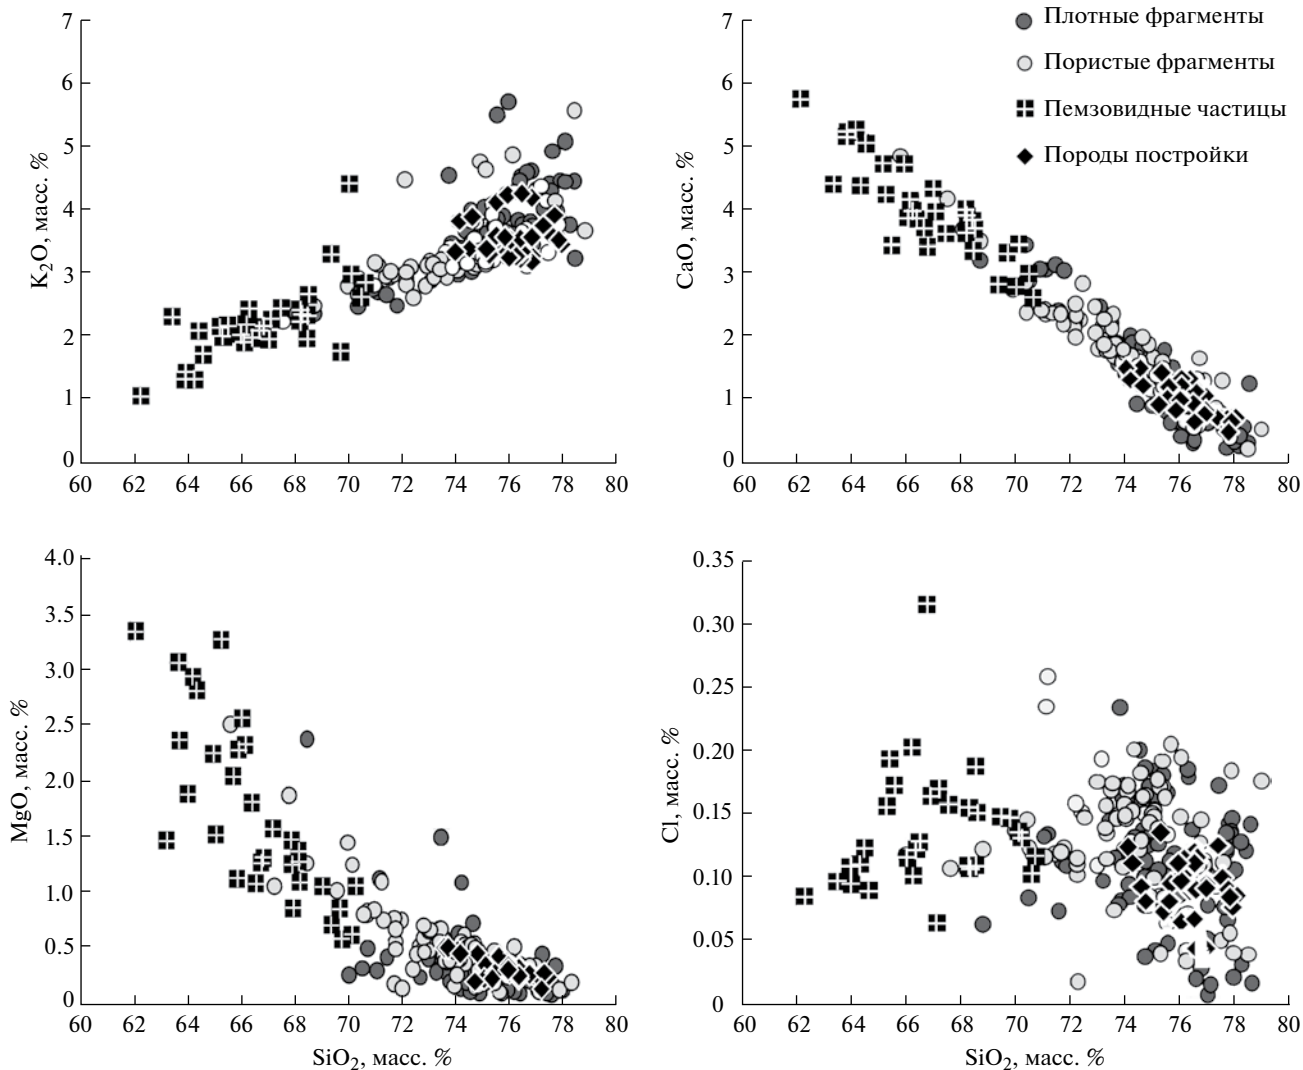 7
6
5
4
3
2
1
0
K₂O, масс. %
60 62 64 66 68 70 72 74 76 78 80
7
6
5
4
3
2
1
0
CaO, масс. %
60 62 64 66 68 70 72 74 76 78 80
Плотные фрагменты
Пористые фрагменты
Пемзовидные частицы
Породы постройки
4.0
3.5
3.0
2.5
2.0
1.5
1.0
0.5
0
MgO, масс. %
60 62 64 66 68 70 72 74 76 78 80
SiO₂, масс. %
0.35
0.30
0.25
0.20
0.15
0.10
0.05
0
Cl, масс. %
60 62 64 66 68 70 72 74 76 78 80
SiO₂, масс. %